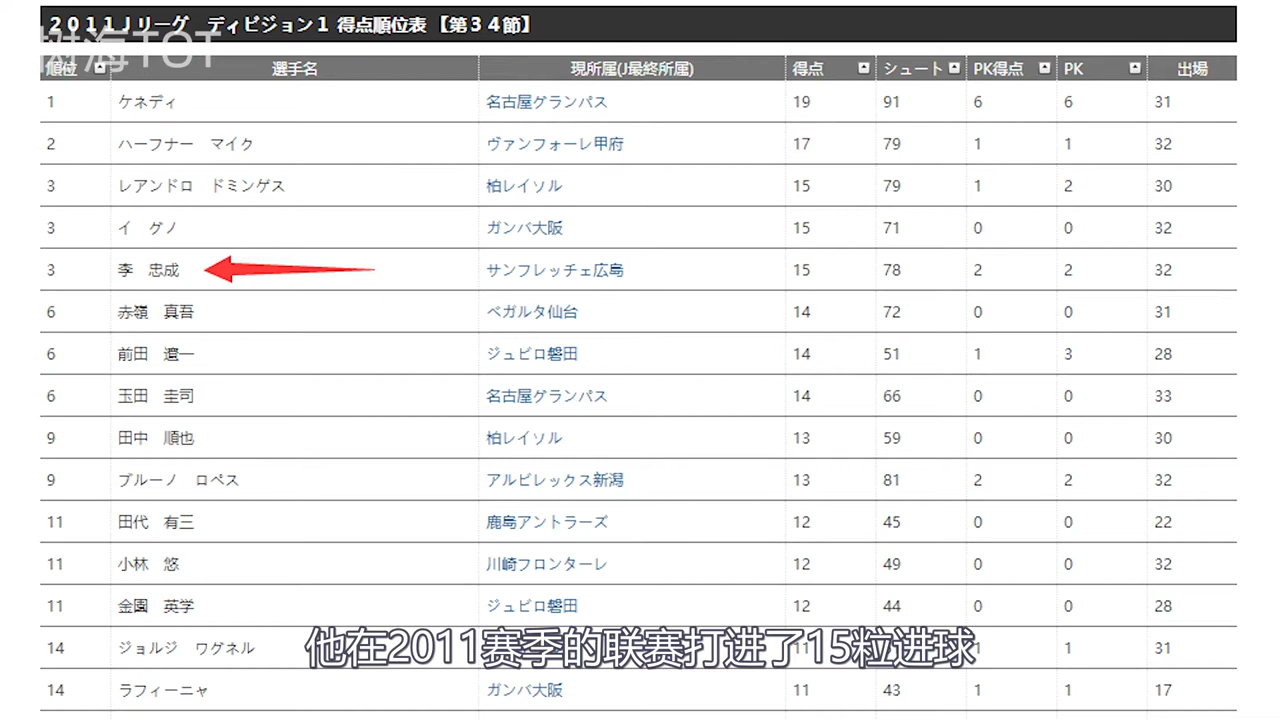 2011Jリーグ ディビジョン1 得点順位表 【第34節】
树海TOT
順位 選手名 現所属(J最終所属) 得点 シュート PK得点 PK 出場
1 ケネディ 名古屋グランパス 19 91 6 6 31
2 ハーフナー マイク ヴァンフォーレ甲府 17 79 1 1 32
3 レアンドロ ドミンゲス 柏レイソル 15 79 1 2 30
3 イ グノ ガンバ大阪 15 71 0 0 32
3 李 忠成 サンフレッチェ広島 15 78 2 2 32
6 赤嶺 真吾 ベガルタ仙台 14 72 0 0 31
6 前田 遼一 ジュビロ磐田 14 51 1 3 28
6 玉田 圭司 名古屋グランパス 14 66 0 0 33
9 田中 順也 柏レイソル 13 59 0 0 30
9 ブルーノ ロペス アルビレックス新潟 13 81 2 2 32
11 田代 有三 鹿島アントラーズ 12 45 0 0 22
11 小林 悠 川崎フロンターレ 12 49 0 0 32
11 金園 英学 ジュビロ磐田 12 44 0 0 28
14 ジョルジ ワグネル 11 1 1 31
他在2011赛季的联赛打进了15粒进球
14 ラフィーニャ ガンバ大阪 11 43 1 1 17